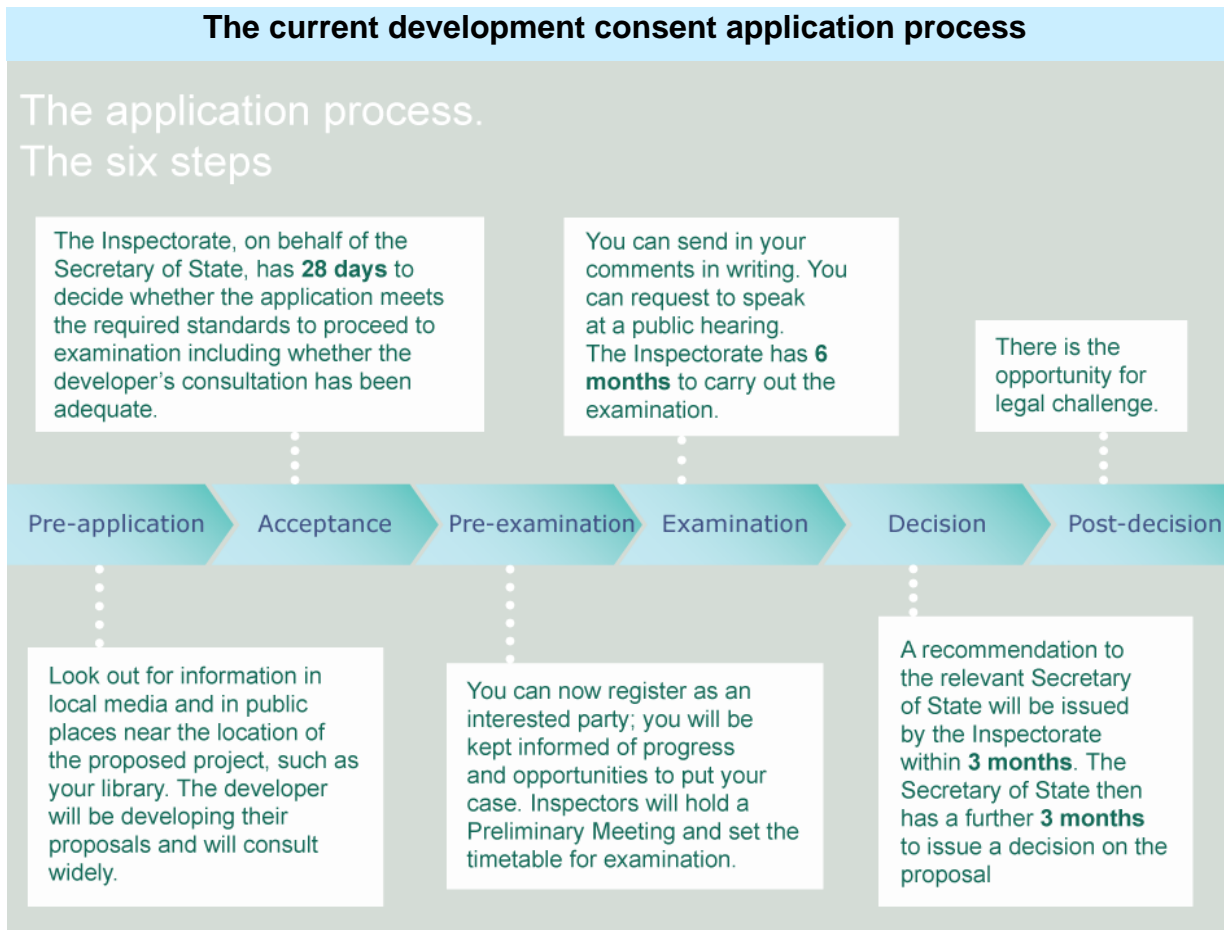 The current development consent application process
The application process.
The six steps
The Inspectorate, on behalf of the
Secretary of State, has 28 days to
decide whether the application meets
the required standards to proceed to
examination including whether the
developer's consultation has been
adequate.
You can send in your
comments in writing. You
can request to speak
at a public hearing.
The Inspectorate has 6
months to carry out the
examination.
There is the
opportunity for
legal challenge.
Pre-application
Acceptance
Pre-examination
Examination
Decision
Post-decision
Look out for information in
local media and in public
places near the location of
the proposed project, such as
your library. The developer
will be developing their
proposals and will consult
widely.
You can now register as an
interested party; you will be
kept informed of progress
and opportunities to put your
case. Inspectors will hold a
Preliminary Meeting and set the
timetable for examination.
A recommendation to
the relevant Secretary
of State will be issued
by the Inspectorate
within 3 months. The
Secretary of State then
has a further 3 months
to issue a decision on the
proposal